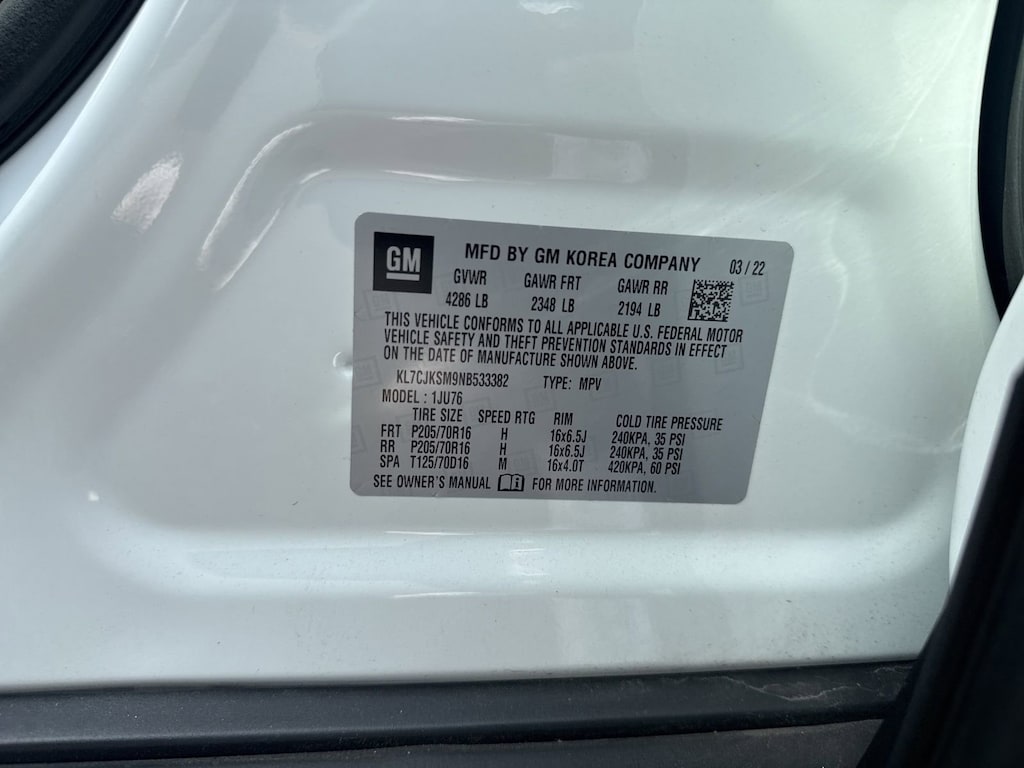 GM MFD BY GM KOREA COMPANY 03 / 22
GVWR GAWR FRT GAWR RR
4286 LB 2348 LB 2194 LB
THIS VEHICLE CONFORMS TO ALL APPLICABLE U.S. FEDERAL MOTOR
VEHICLE SAFETY AND THEFT PREVENTION STANDARDS IN EFFECT
ON THE DATE OF MANUFACTURE SHOWN ABOVE.
KL7CJKSM9NB533382 TYPE: MPV
MODEL : 1JU76
TIRE SIZE SPEED RTG RIM COLD TIRE PRESSURE
FRT P205/70R16 H 16x6.5J 240KPA, 35 PSI
RR P205/70R16 H 16x6.5J 240KPA, 35 PSI
SPA T125/70D16 M 16x4.0T 420KPA, 60 PSI
SEE OWNER'S MANUAL FOR MORE INFORMATION.